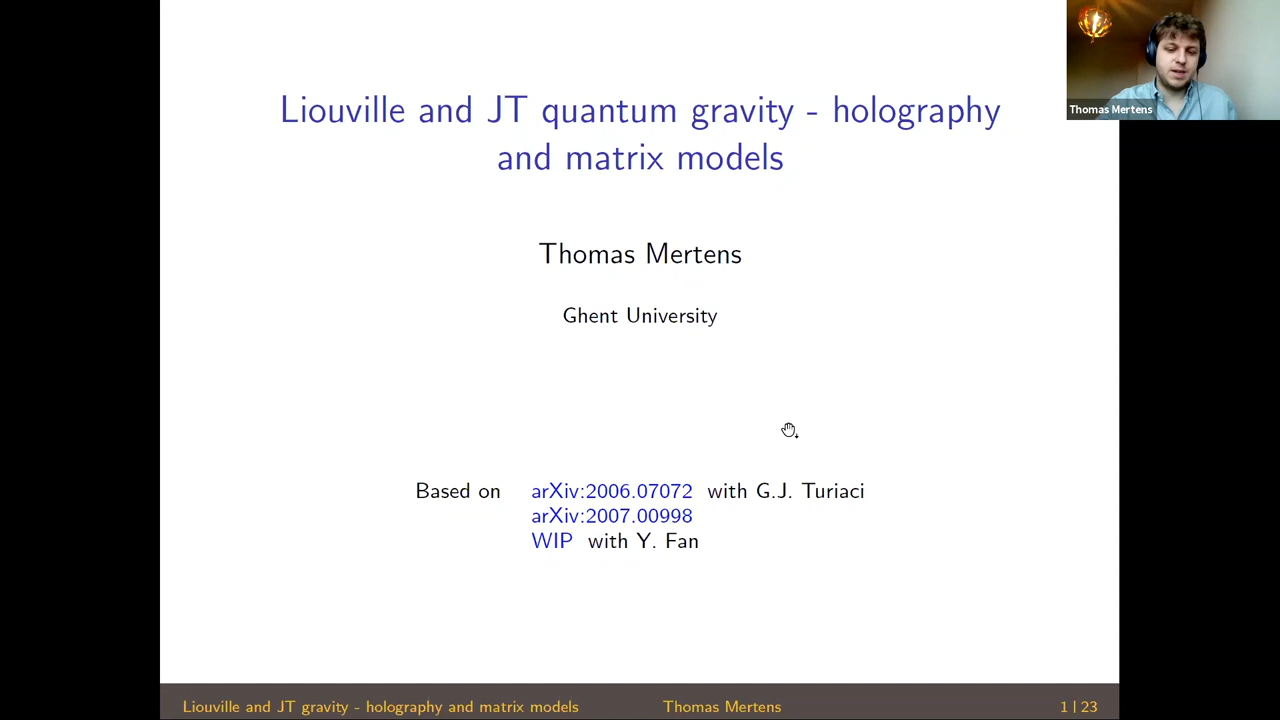 Liouville and JT quantum gravity - holography
and matrix models
Thomas Mertens
Thomas Mertens
Ghent University
Based on arXiv:2006.07072 with G.J. Turiaci
arXiv:2007.00998
WIP with Y. Fan
Liouville and JT gravity - holography and matrix models Thomas Mertens 1 | 23